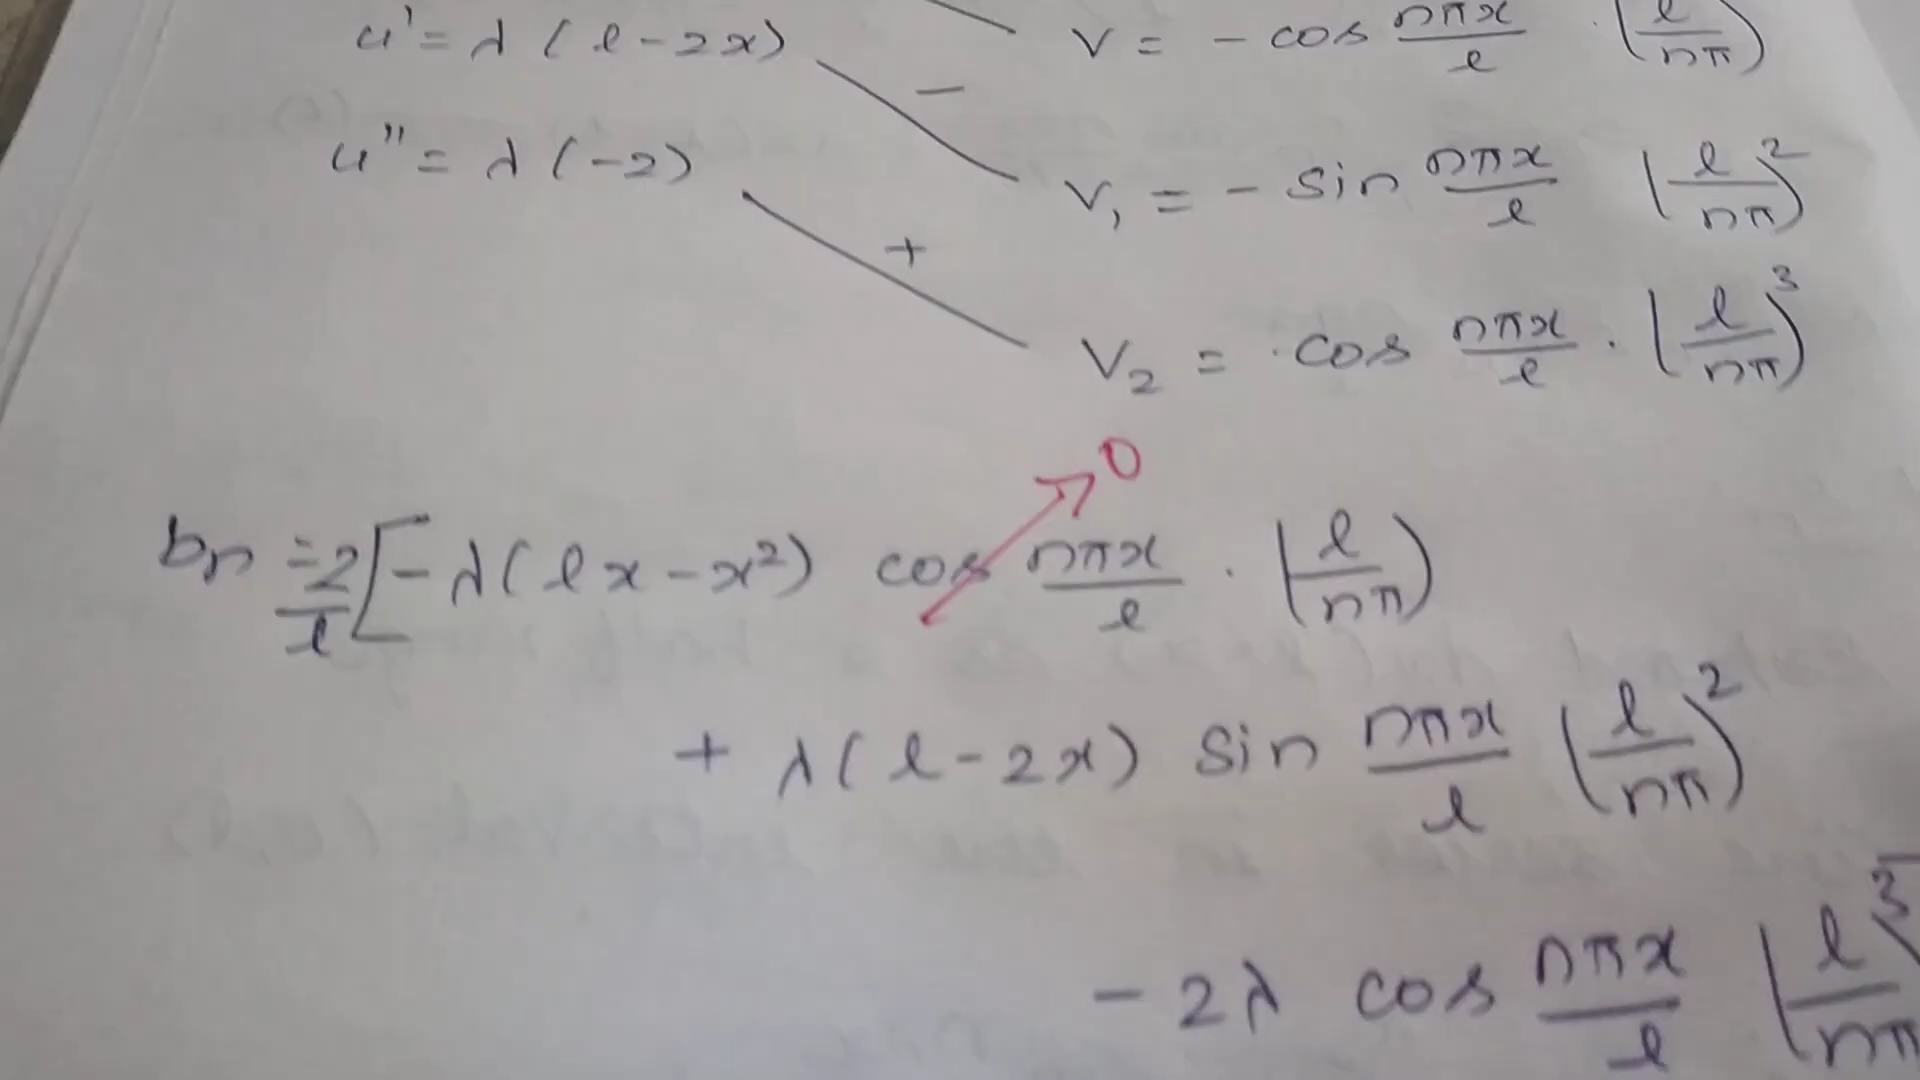 u' = λ (l - 2x)
v = - cos nπx/l · (l/nπ)
-
u'' = λ (-2)
v₁ = - sin nπx/l (l/nπ)²
+
v₂ = cos nπx/l · (l/nπ)³
0
bn = 2/l [ - λ(lx - x²) cos nπx/l · (l/nπ)
+ λ(l - 2x) sin nπx/l (l/nπ)²
- 2λ cos nπx/l (l/nπ)³